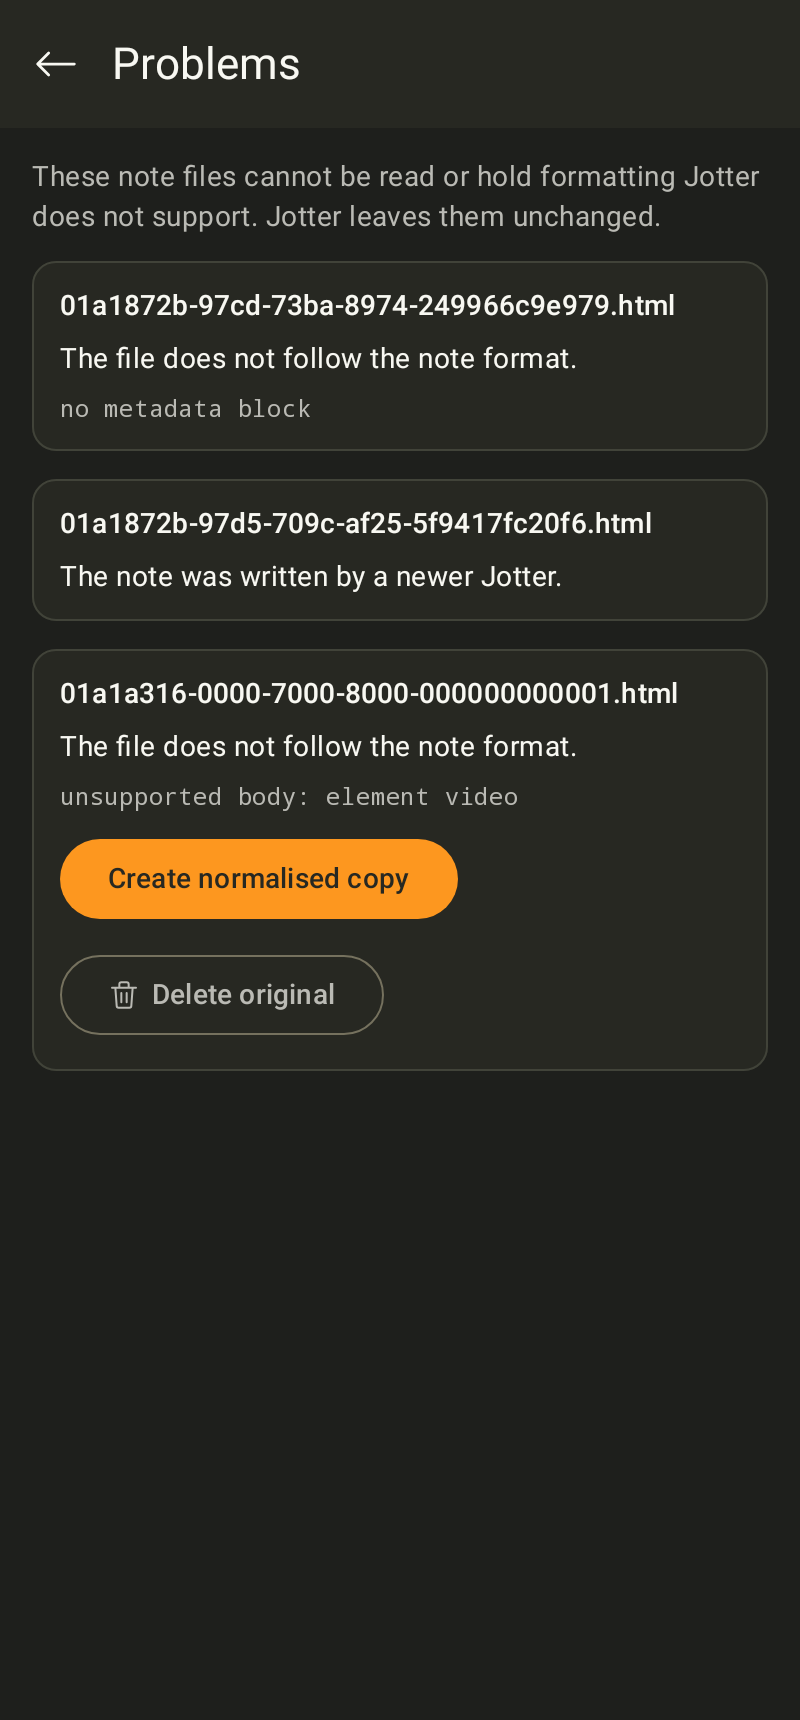 Problems
These note files cannot be read or hold formatting Jotter
does not support. Jotter leaves them unchanged.
01a1872b-97cd-73ba-8974-249966c9e979.html
The file does not follow the note format.
no metadata block
01a1872b-97d5-709c-af25-5f9417fc20f6.html
The note was written by a newer Jotter.
01a1a316-0000-7000-8000-000000000001.html
The file does not follow the note format.
unsupported body: element video
Create normalised copy
Delete original